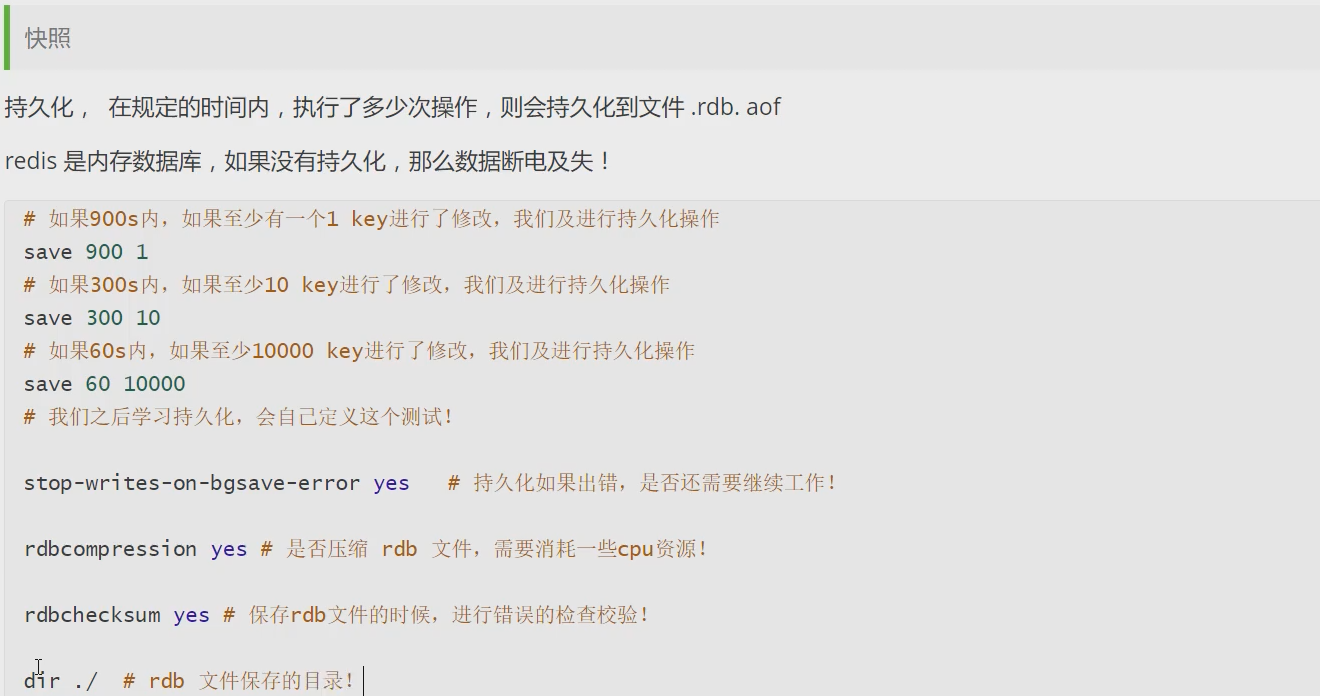 快照
持久化， 在规定的时间内，执行了多少次操作，则会持久化到文件 .rdb. aof
redis 是内存数据库，如果没有持久化，那么数据断电及失！
# 如果900s内，如果至少有一个1 key进行了修改，我们及进行持久化操作
save 900 1
# 如果300s内，如果至少10 key进行了修改，我们及进行持久化操作
save 300 10
# 如果60s内，如果至少10000 key进行了修改，我们及进行持久化操作
save 60 10000
# 我们之后学习持久化，会自己定义这个测试！
stop-writes-on-bgsave-error yes # 持久化如果出错，是否还需要继续工作！
rdbcompression yes # 是否压缩 rdb 文件，需要消耗一些cpu资源！
rdbchecksum yes # 保存rdb文件的时候，进行错误的检查校验！
dir ./ # rdb 文件保存的目录！